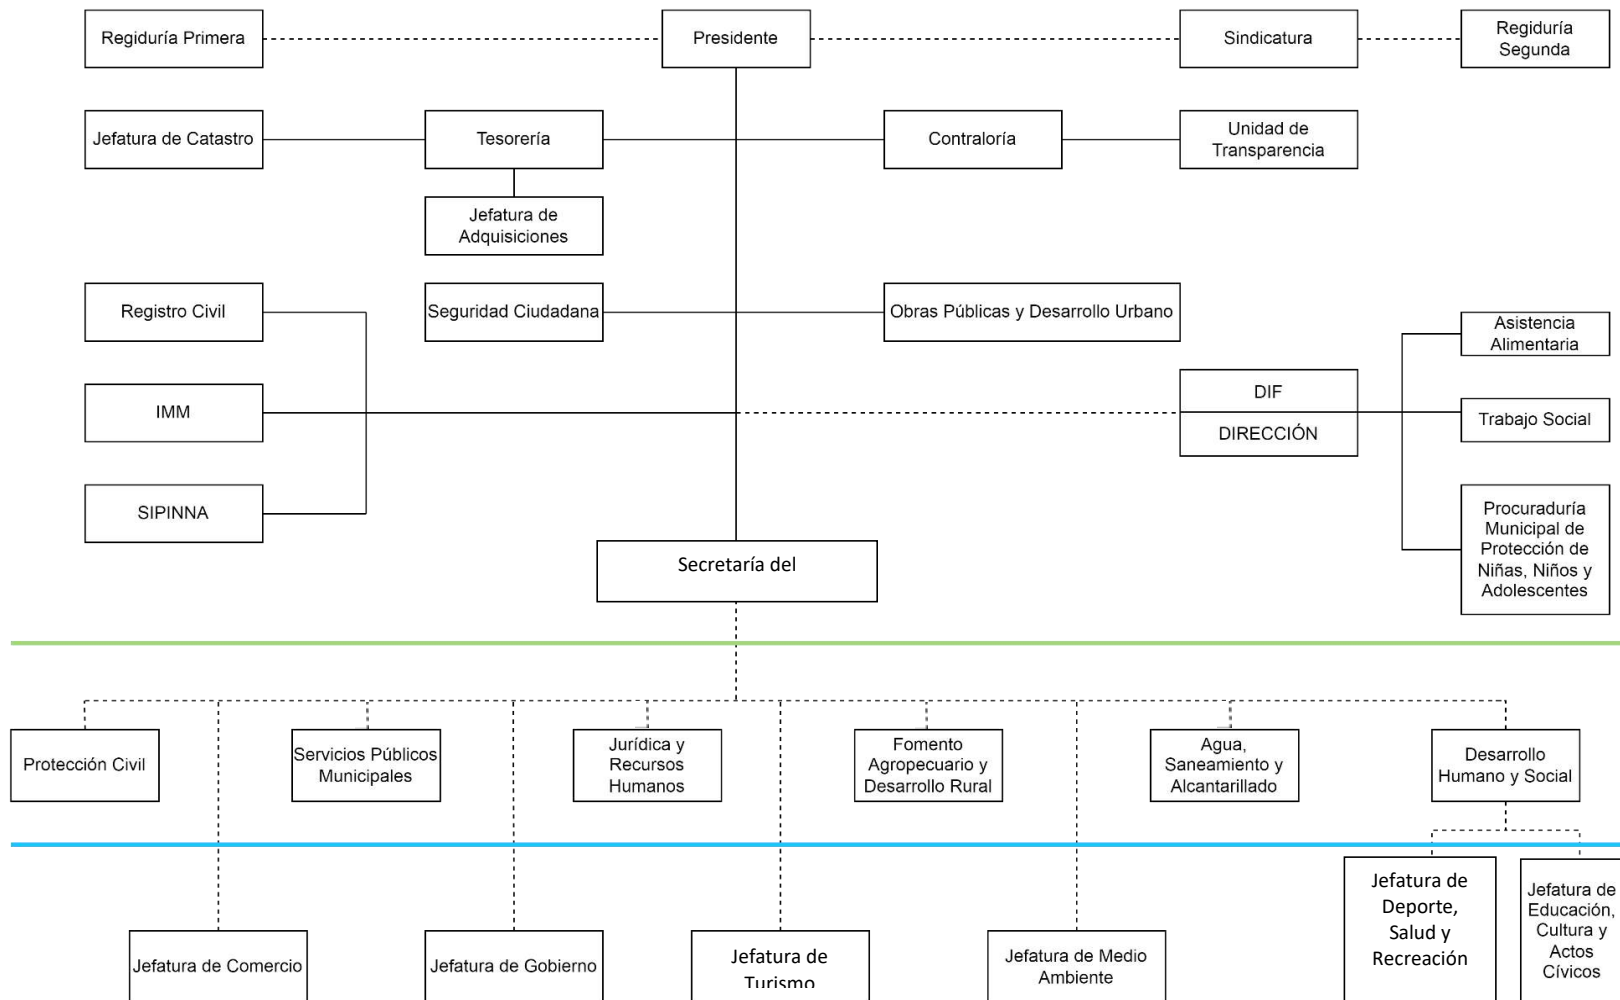 Regiduría Primera
Presidente
Sindicatura
Regiduría
Segunda
Jefatura de Catastro
Tesorería
Contraloría
Unidad de
Transparencia
Jefatura de
Adquisiciones
Registro Civil
Seguridad Ciudadana
Obras Públicas y Desarrollo Urbano
Asistencia
Alimentaria
IMM
DIF
DIRECCIÓN
Trabajo Social
SIPINNA
Procuraduría
Municipal de
Protección de
Niñas, Niños y
Adolescentes
Secretaría del
Protección Civil
Servicios Públicos
Municipales
Jurídica y
Recursos
Humanos
Fomento
Agropecuario y
Desarrollo Rural
Agua,
Saneamiento y
Alcantarillado
Desarrollo
Humano y Social
Jefatura de
Deporte,
Salud y
Recreación
Jefatura de
Educación,
Cultura y
Actos
Cívicos
Jefatura de Comercio
Jefatura de Gobierno
Jefatura de
Turismo
Jefatura de Medio
Ambiente